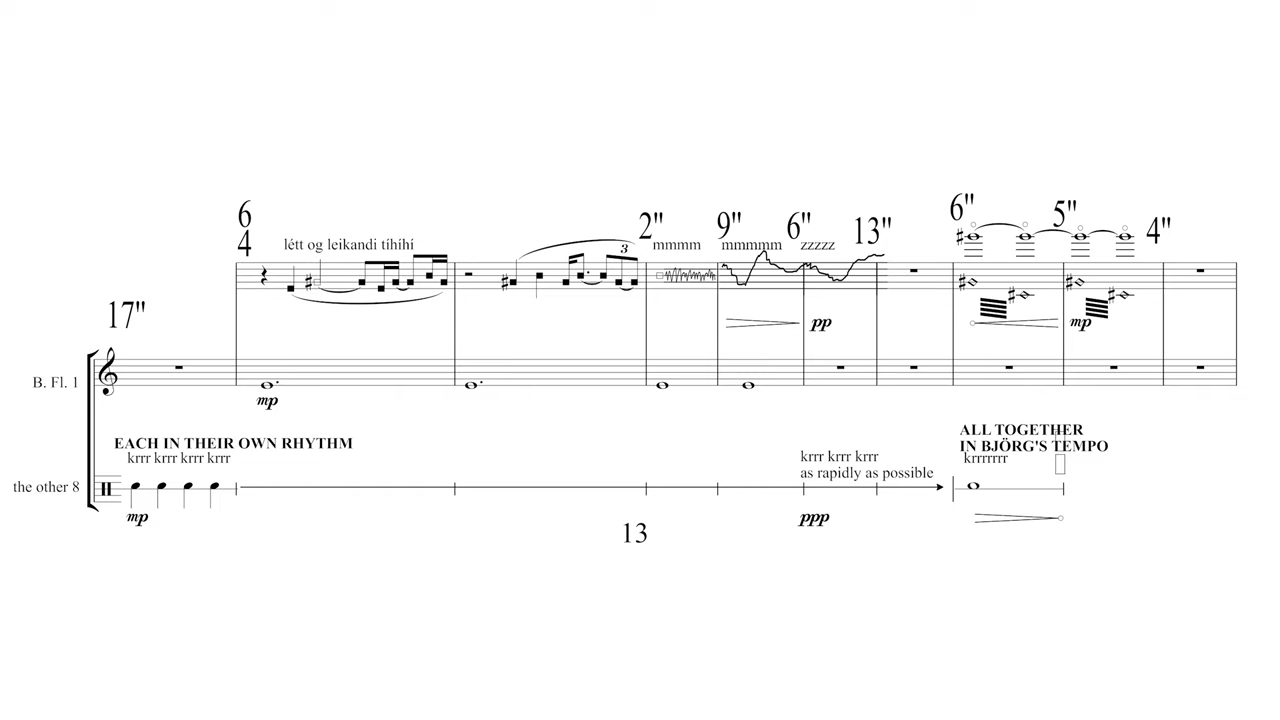 6
4
létt og leikandi tíhíhí
3
2"
mmmm
9"
mmmmm
6"
zzzzz
13"
6"
5"
4"
pp
mp
17"
B. Fl. 1
mp
EACH IN THEIR OWN RHYTHM
krrr krrr krrr krrr
krrr krrr krrr
as rapidly as possible
ALL TOGETHER
IN BJÖRG'S TEMPO
krrrrrrr
the other 8
mp
ppp
13